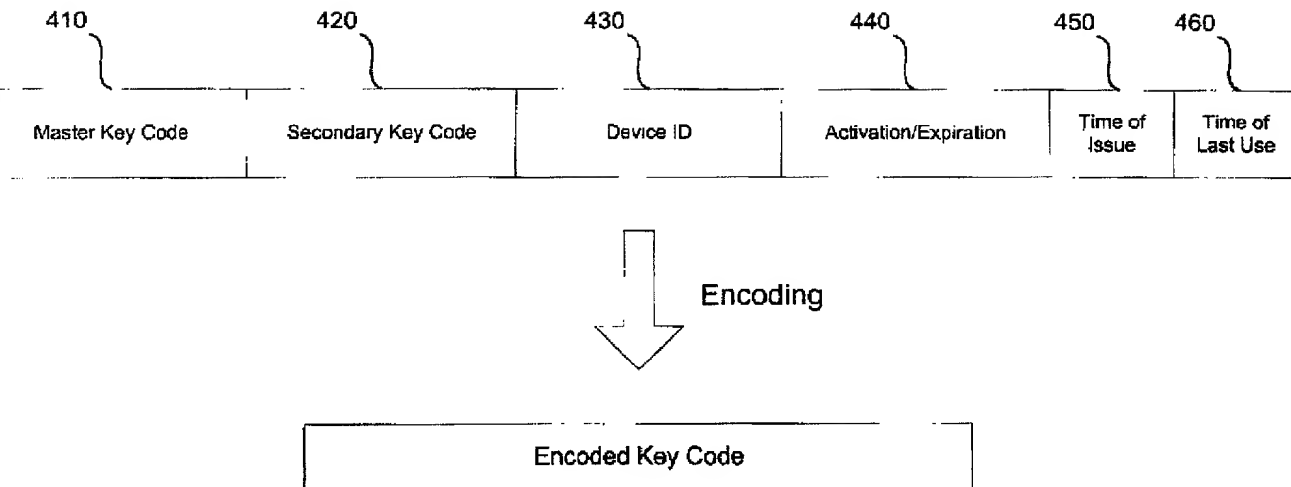 410 420 430 440 450 460
Master Key Code Secondary Key Code Device ID Activation/Expiration Time of Issue Time of Last Use
Encoding
Encoded Key Code